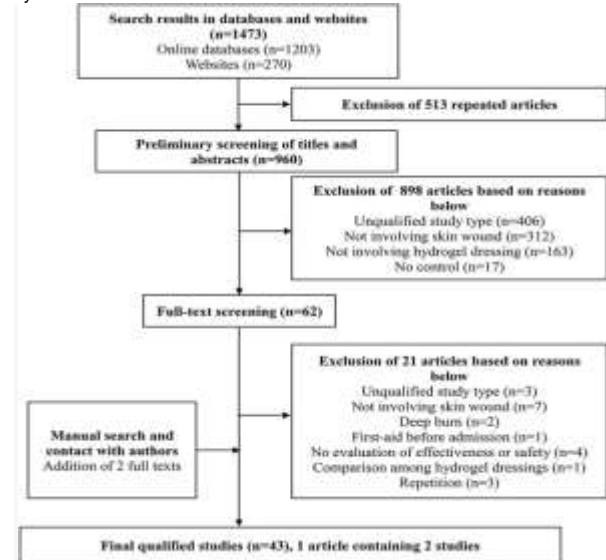 Search results in databases and websites
(n=1473)
Online databases (n=1203)
Websites (n=270)
Exclusion of 513 repeated articles
Preliminary screening of titles and
abstracts (n=960)
Exclusion of 898 articles based on reasons
below
Unqualified study type (n=406)
Not involving skin wound (n=312)
Not involving hydrogel dressing (n=163)
No control (n=17)
Full-text screening (n=62)
Exclusion of 21 articles based on reasons
below
Unqualified study type (n=3)
Not involving skin wound (n=7)
Deep burn (n=2)
First-aid before admission (n=1)
No evaluation of effectiveness or safety (n=4)
Comparison among hydrogel dressings (n=1)
Repetition (n=3)
Manual search and
contact with authors
Addition of 2 full texts
Final qualified studies (n=43), 1 article containing 2 studies